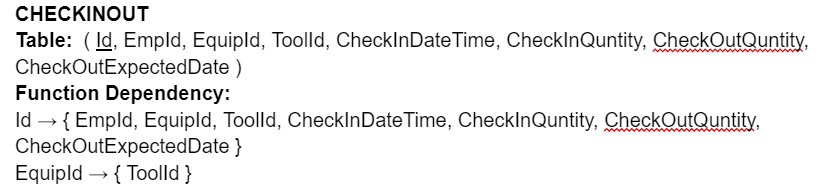 CHECKINOUT
Table: ( Id, EmpId, EquipId, ToolId, CheckInDateTime, CheckInQuntity, CheckOutQuntity,
CheckOutExpectedDate )
Function Dependency:
Id → { EmpId, EquipId, ToolId, CheckInDateTime, CheckInQuntity, CheckOutQuntity,
CheckOutExpectedDate }
EquipId → { ToolId }